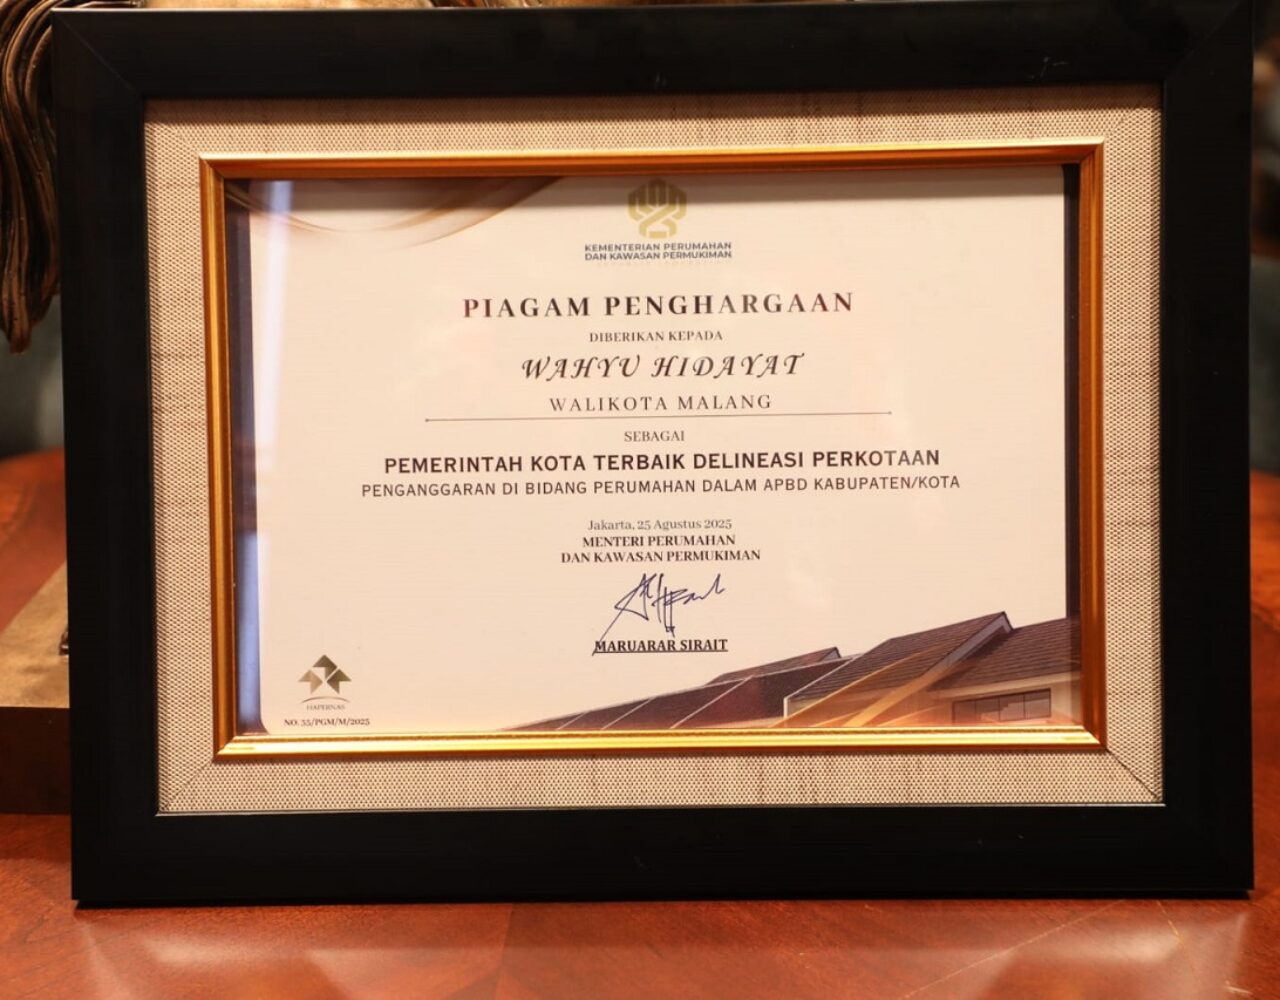 KEMENTERIAN PERUMAHAN
DAN KAWASAN PERMUKIMAN
PIAGAM PENGHARGAAN
DIBERIKAN KEPADA
WAHYU HIDAYAT
WALIKOTA MALANG
SEBAGAI
PEMERINTAH KOTA TERBAIK DELINEASI PERKOTAAN
PENGANGGARAN DI BIDANG PERUMAHAN DALAM APBD KABUPATEN/KOTA
Jakarta, 25 Agustus 2025
MENTERI PERUMAHAN
DAN KAWASAN PERMUKIMAN
MARUARAR SIRAIT
HAPERNAS
NO. 55/PGM/M/2025